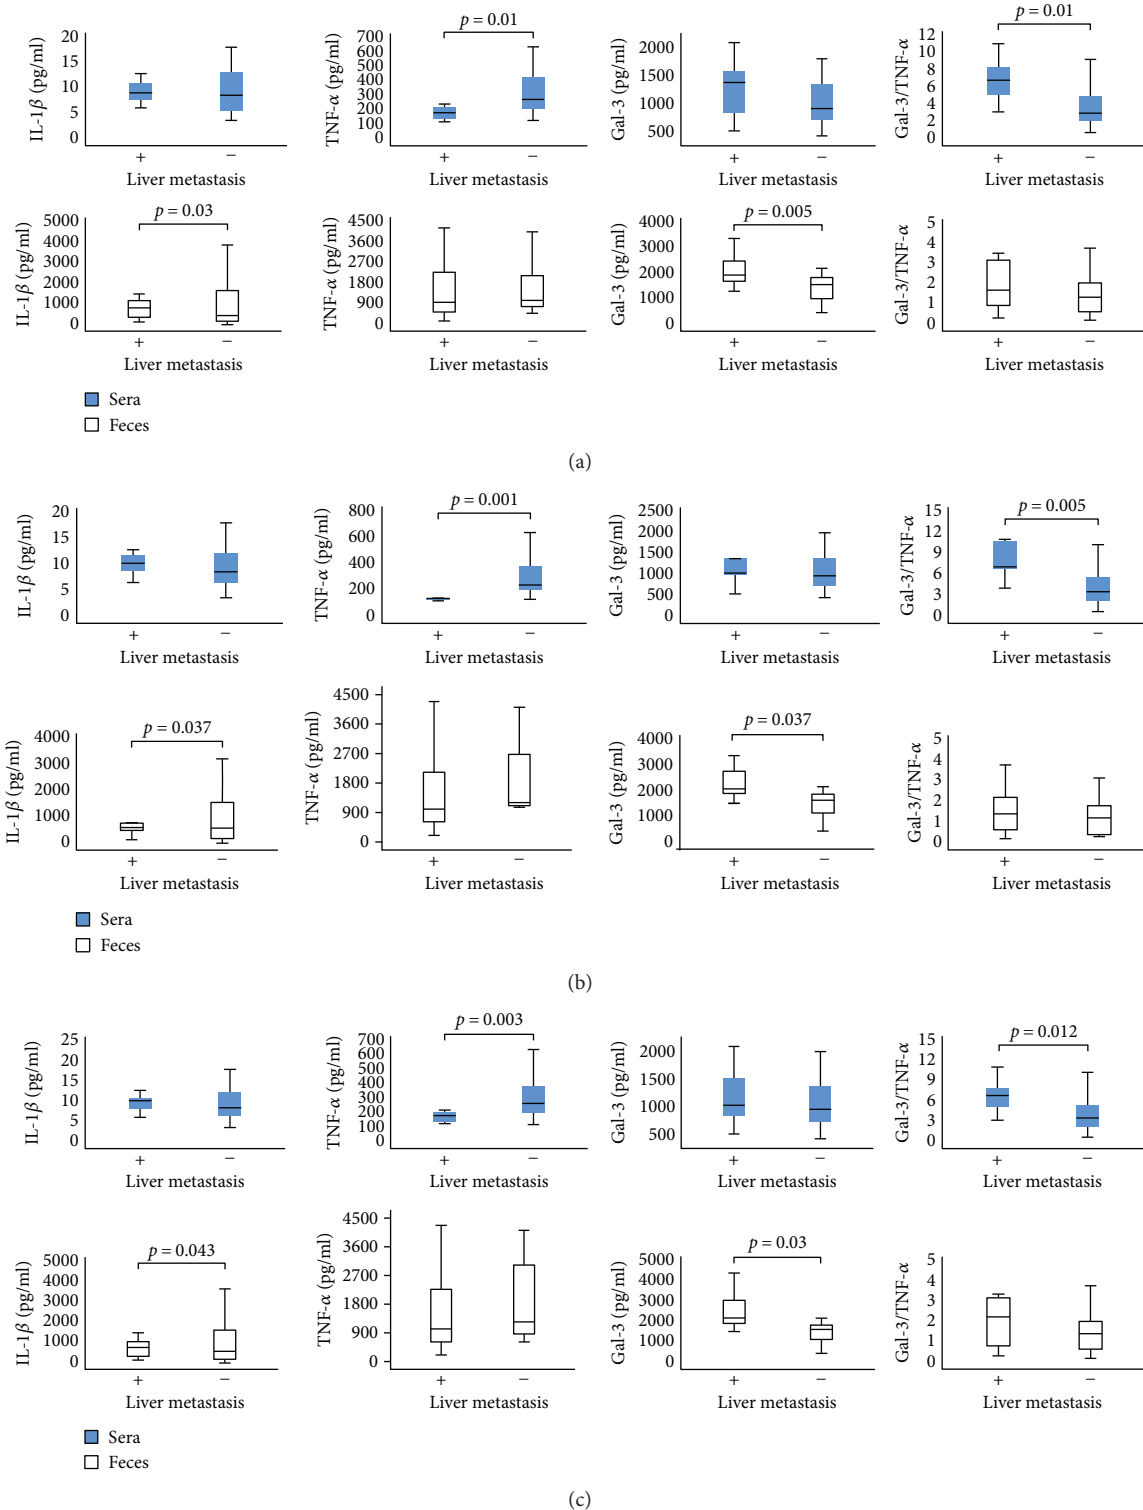 p = 0.01
p = 0.01
IL-1β (pg/ml)
20
15
10
5
0
+
−
Liver metastasis
TNF-α (pg/ml)
700
600
500
400
300
200
100
0
+
−
Liver metastasis
Gal-3 (pg/ml)
2000
1500
1000
500
+
−
Liver metastasis
Gal-3/TNF-α
12
10
8
6
4
2
0
+
−
Liver metastasis
p = 0.03
p = 0.005
IL-1β (pg/ml)
5000
4000
3000
2000
1000
0
+
−
Liver metastasis
TNF-α (pg/ml)
4500
3600
2700
1800
900
0
+
−
Liver metastasis
Gal-3 (pg/ml)
4000
3000
2000
1000
0
+
−
Liver metastasis
Gal-3/TNF-α
5
4
3
2
1
0
+
−
Liver metastasis
Sera
Feces
(a)
p = 0.001
p = 0.005
IL-1β (pg/ml)
20
15
10
5
0
+
−
Liver metastasis
TNF-α (pg/ml)
800
600
400
200
0
+
−
Liver metastasis
Gal-3 (pg/ml)
2500
2000
1500
1000
500
0
+
−
Liver metastasis
Gal-3/TNF-α
15
12
9
6
3
0
+
−
Liver metastasis
p = 0.037
p = 0.037
IL-1β (pg/ml)
4000
3000
2000
1000
0
+
−
Liver metastasis
TNF-α (pg/ml)
4500
3600
2700
1800
900
0
+
−
Liver metastasis
Gal-3 (pg/ml)
4000
3000
2000
1000
0
+
−
Liver metastasis
Gal-3/TNF-α
5
4
3
2
1
0
+
−
Liver metastasis
Sera
Feces
(b)
p = 0.003
p = 0.012
IL-1β (pg/ml)
25
20
15
10
5
0
+
−
Liver metastasis
TNF-α (pg/ml)
700
600
500
400
300
200
100
0
+
−
Liver metastasis
Gal-3 (pg/ml)
2000
1500
1000
500
+
−
Liver metastasis
Gal-3/TNF-α
15
12
9
6
3
0
+
−
Liver metastasis
p = 0.043
p = 0.03
IL-1β (pg/ml)
5000
4000
3000
2000
1000
0
+
−
Liver metastasis
TNF-α (pg/ml)
4500
3600
2700
1800
900
0
+
−
Liver metastasis
Gal-3 (pg/ml)
5000
4000
3000
2000
1000
0
+
−
Liver metastasis
Gal-3/TNF-α
5
4
3
2
1
0
+
−
Liver metastasis
Sera
Feces
(c)